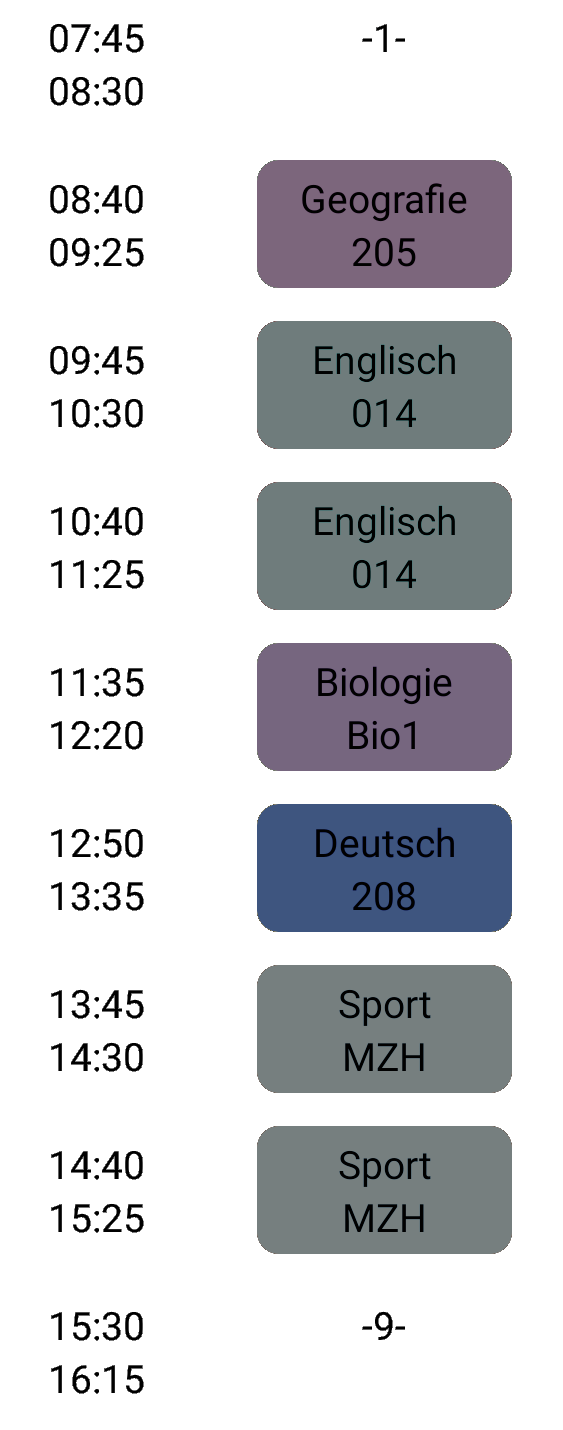 07:45 -1-
08:30
08:40 Geografie
09:25 205
09:45 Englisch
10:30 014
10:40 Englisch
11:25 014
11:35 Biologie
12:20 Bio1
12:50 Deutsch
13:35 208
13:45 Sport
14:30 MZH
14:40 Sport
15:25 MZH
15:30 -9-
16:15